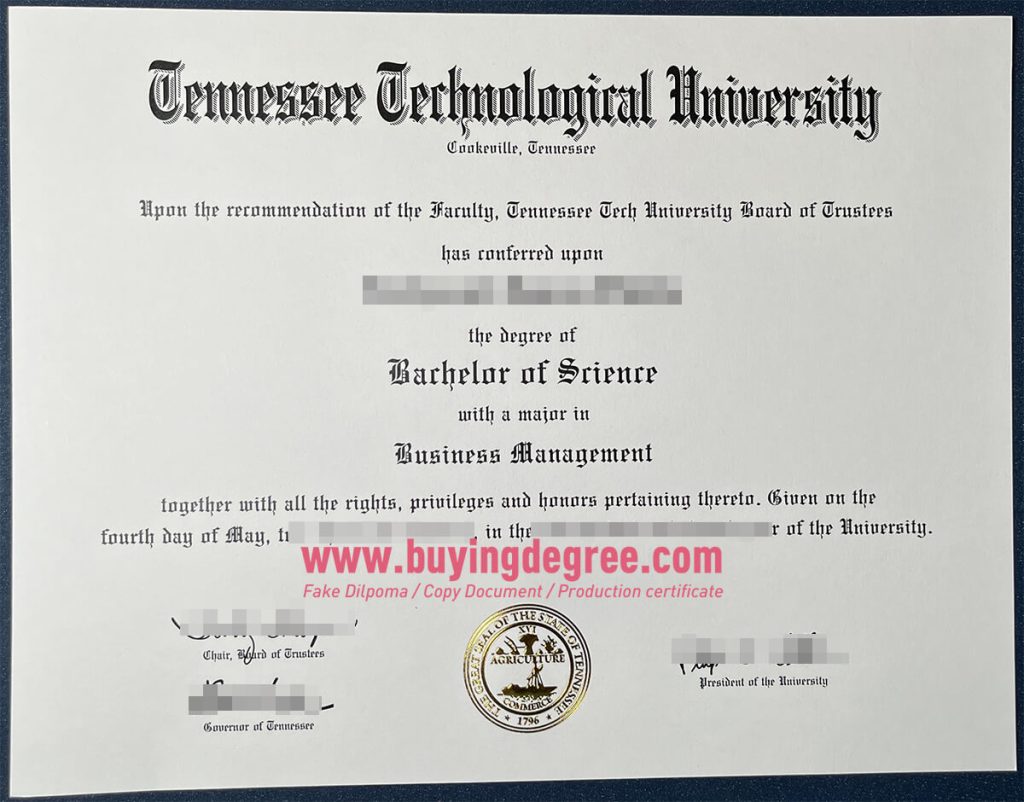 Tennessee Technological University
Cookeville, Tennessee
Upon the recommendation of the Faculty, Tennessee Tech University Board of Trustees
has conferred upon
the degree of
Bachelor of Science
with a major in
Business Management
together with all the rights, privileges and honors pertaining thereto. Given on the
fourth day of May, , in the of the University.
www.buyingdegree.com
Fake Dilpoma / Copy Document / Production certificate
Chair, Board of Trustees
Governor of Tennessee
THE GREAT SEAL OF THE STATE OF TENNESSEE
XVI
AGRICULTURE
COMMERCE
1796
President of the University